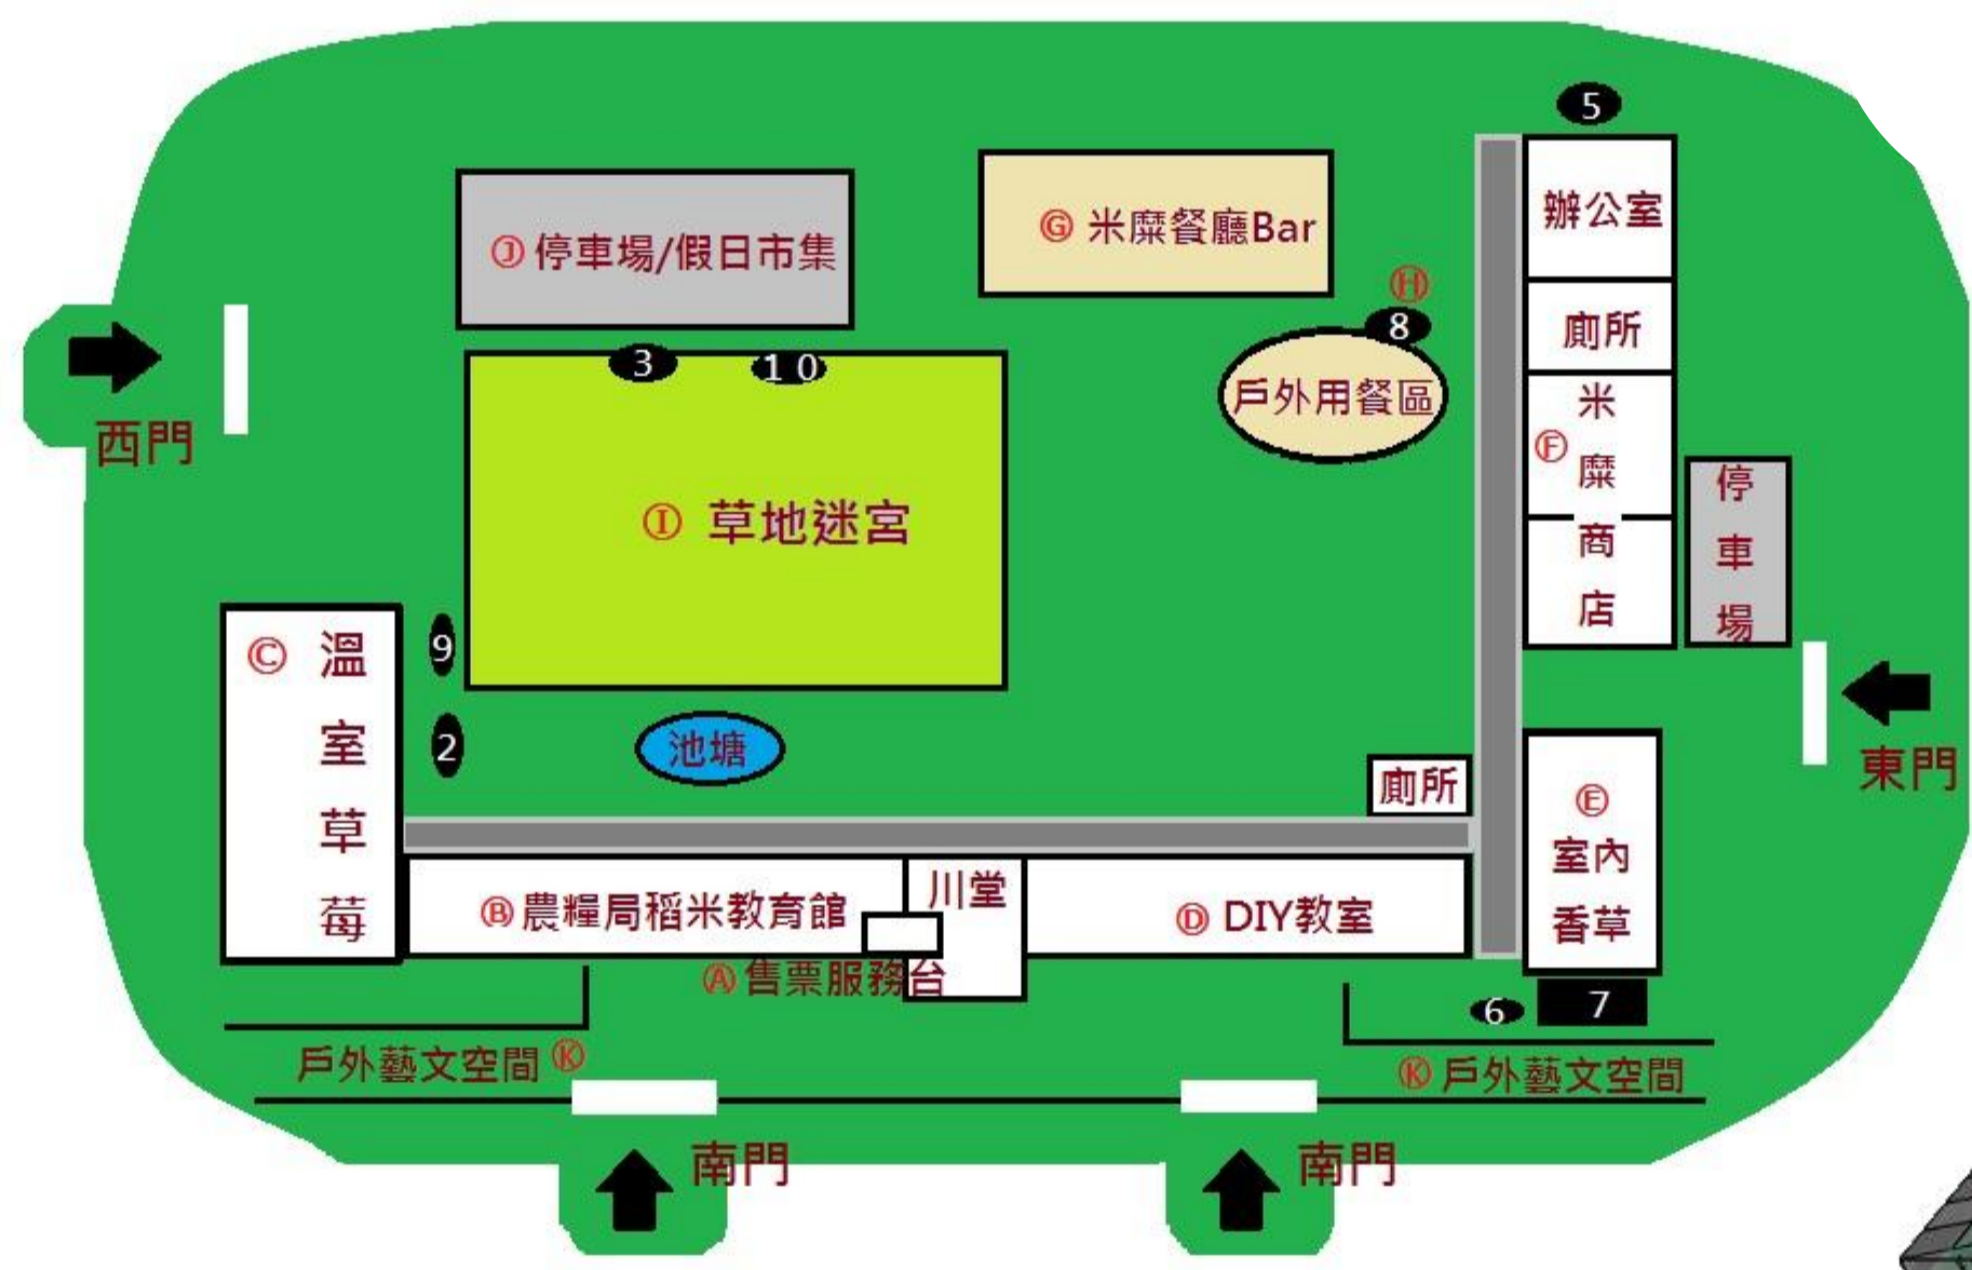 5
辦公室
Ⓖ 米糜餐廳Bar
Ⓙ 停車場/假日市集
Ⓗ
8
廁所
3
10
西門
戶外用餐區
Ⓕ 米糜商店
停車場
Ⓘ 草地迷宮
Ⓒ 溫室草莓
9
2
池塘
東門
廁所
Ⓔ
室內
香草
Ⓑ農糧局稻米教育館
川堂
Ⓓ DIY教室
Ⓐ 售票服務台
6
7
戶外藝文空間 Ⓚ
Ⓚ 戶外藝文空間
南門
南門